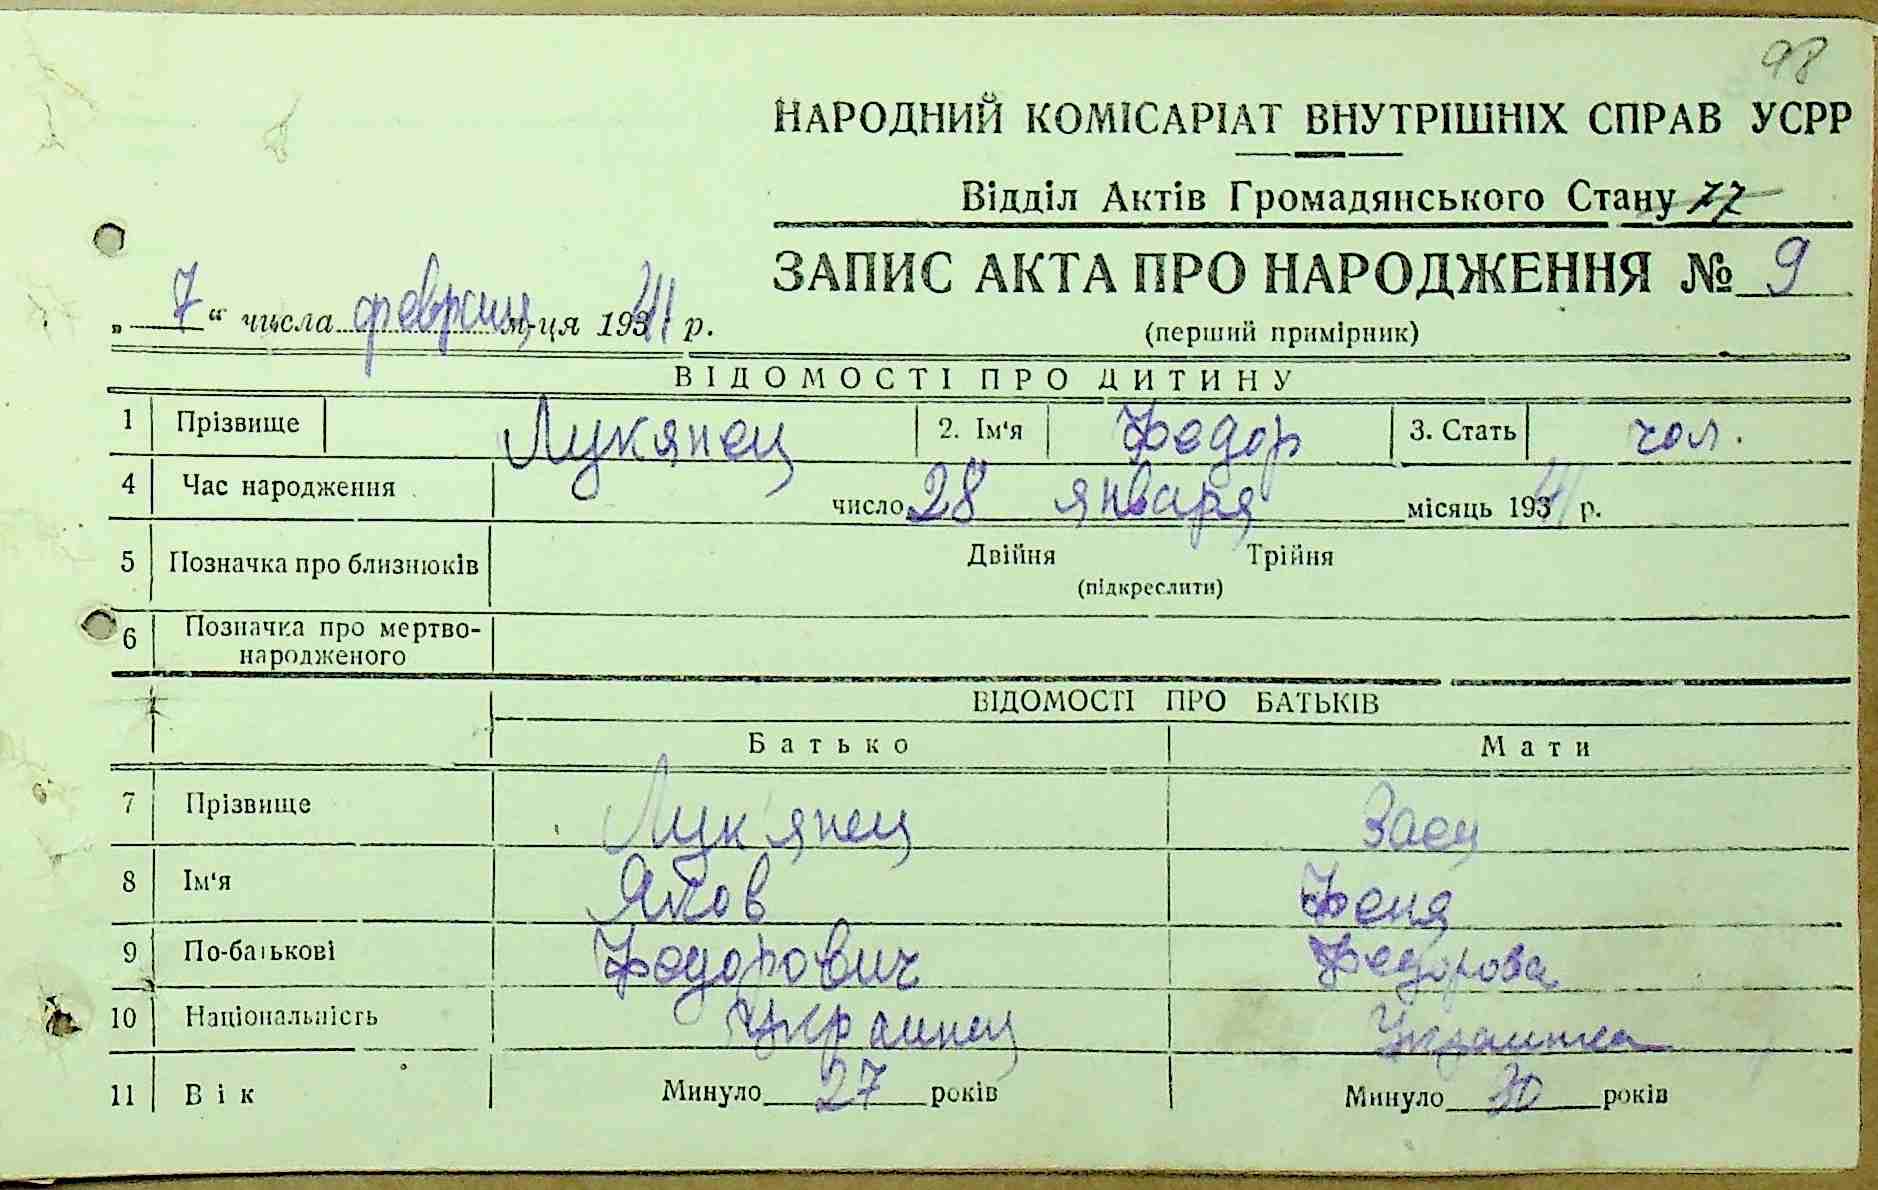 98
НАРОДНИЙ КОМІСАРІАТ ВНУТРІШНІХ СПРАВ УСРР
Відділ Актів Громадянського Стану 77
ЗАПИС АКТА ПРО НАРОДЖЕННЯ № 9
„ 7 “ числа февраля м-ця 1941 р.
(перший примірник)
ВІДОМОСТІ ПРО ДИТИНУ
1 Прізвище Лукянец 2. Ім'я Федор 3. Стать чол.
4 Час народження число 28 января місяць 1941 р.
5 Позначка про близнюків Двійня Трійня
(підкреслити)
6 Позначка про мертво-
народженого
ВІДОМОСТІ ПРО БАТЬКІВ
Батько Мати
7 Прізвище Лук'янец Заец
8 Ім'я Яков Феня
9 По-батькові Федорович Федорова
10 Національність Украинец Украинка
11 Вік Минуло 27 років Минуло 30 років